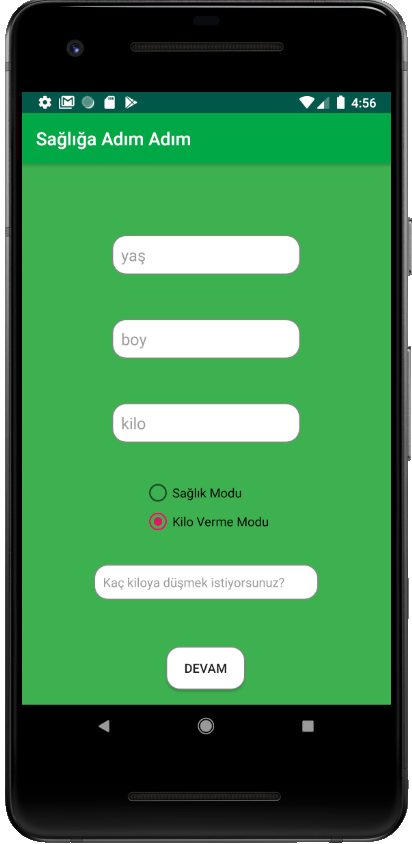 4:56
Sağlığa Adım Adım
yaş
boy
kilo
Sağlık Modu
Kilo Verme Modu
Kaç kiloya düşmek istiyorsunuz?
DEVAM